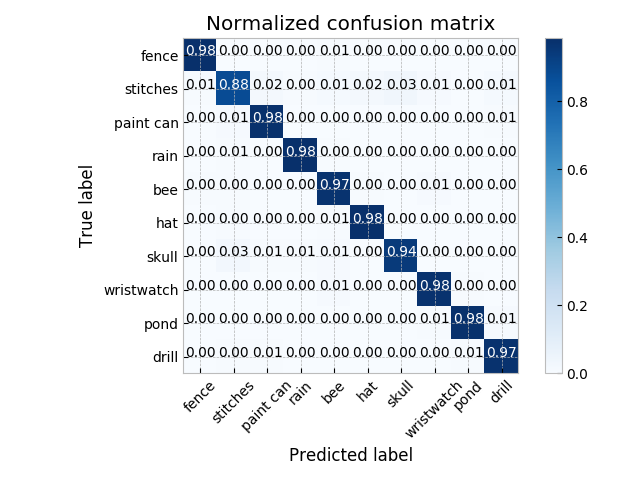 Normalized confusion matrix
fence 0.98 0.00 0.00 0.00 0.01 0.00 0.00 0.00 0.00 0.00
stitches 0.01 0.88 0.02 0.00 0.01 0.02 0.03 0.01 0.00 0.01
paint can 0.00 0.01 0.98 0.00 0.00 0.00 0.00 0.00 0.00 0.01
rain 0.00 0.01 0.00 0.98 0.00 0.00 0.00 0.00 0.00 0.00
bee 0.00 0.00 0.00 0.00 0.97 0.00 0.00 0.01 0.00 0.00
hat 0.00 0.00 0.00 0.00 0.01 0.98 0.00 0.00 0.00 0.00
skull 0.00 0.03 0.01 0.01 0.01 0.00 0.94 0.00 0.00 0.00
wristwatch 0.00 0.00 0.00 0.00 0.01 0.00 0.00 0.98 0.00 0.00
pond 0.00 0.00 0.00 0.00 0.00 0.00 0.00 0.01 0.98 0.01
drill 0.00 0.00 0.01 0.00 0.00 0.00 0.00 0.00 0.01 0.97
fence stitches paint can rain bee hat skull wristwatch pond drill
True label
Predicted label
0.8
0.6
0.4
0.2
0.0